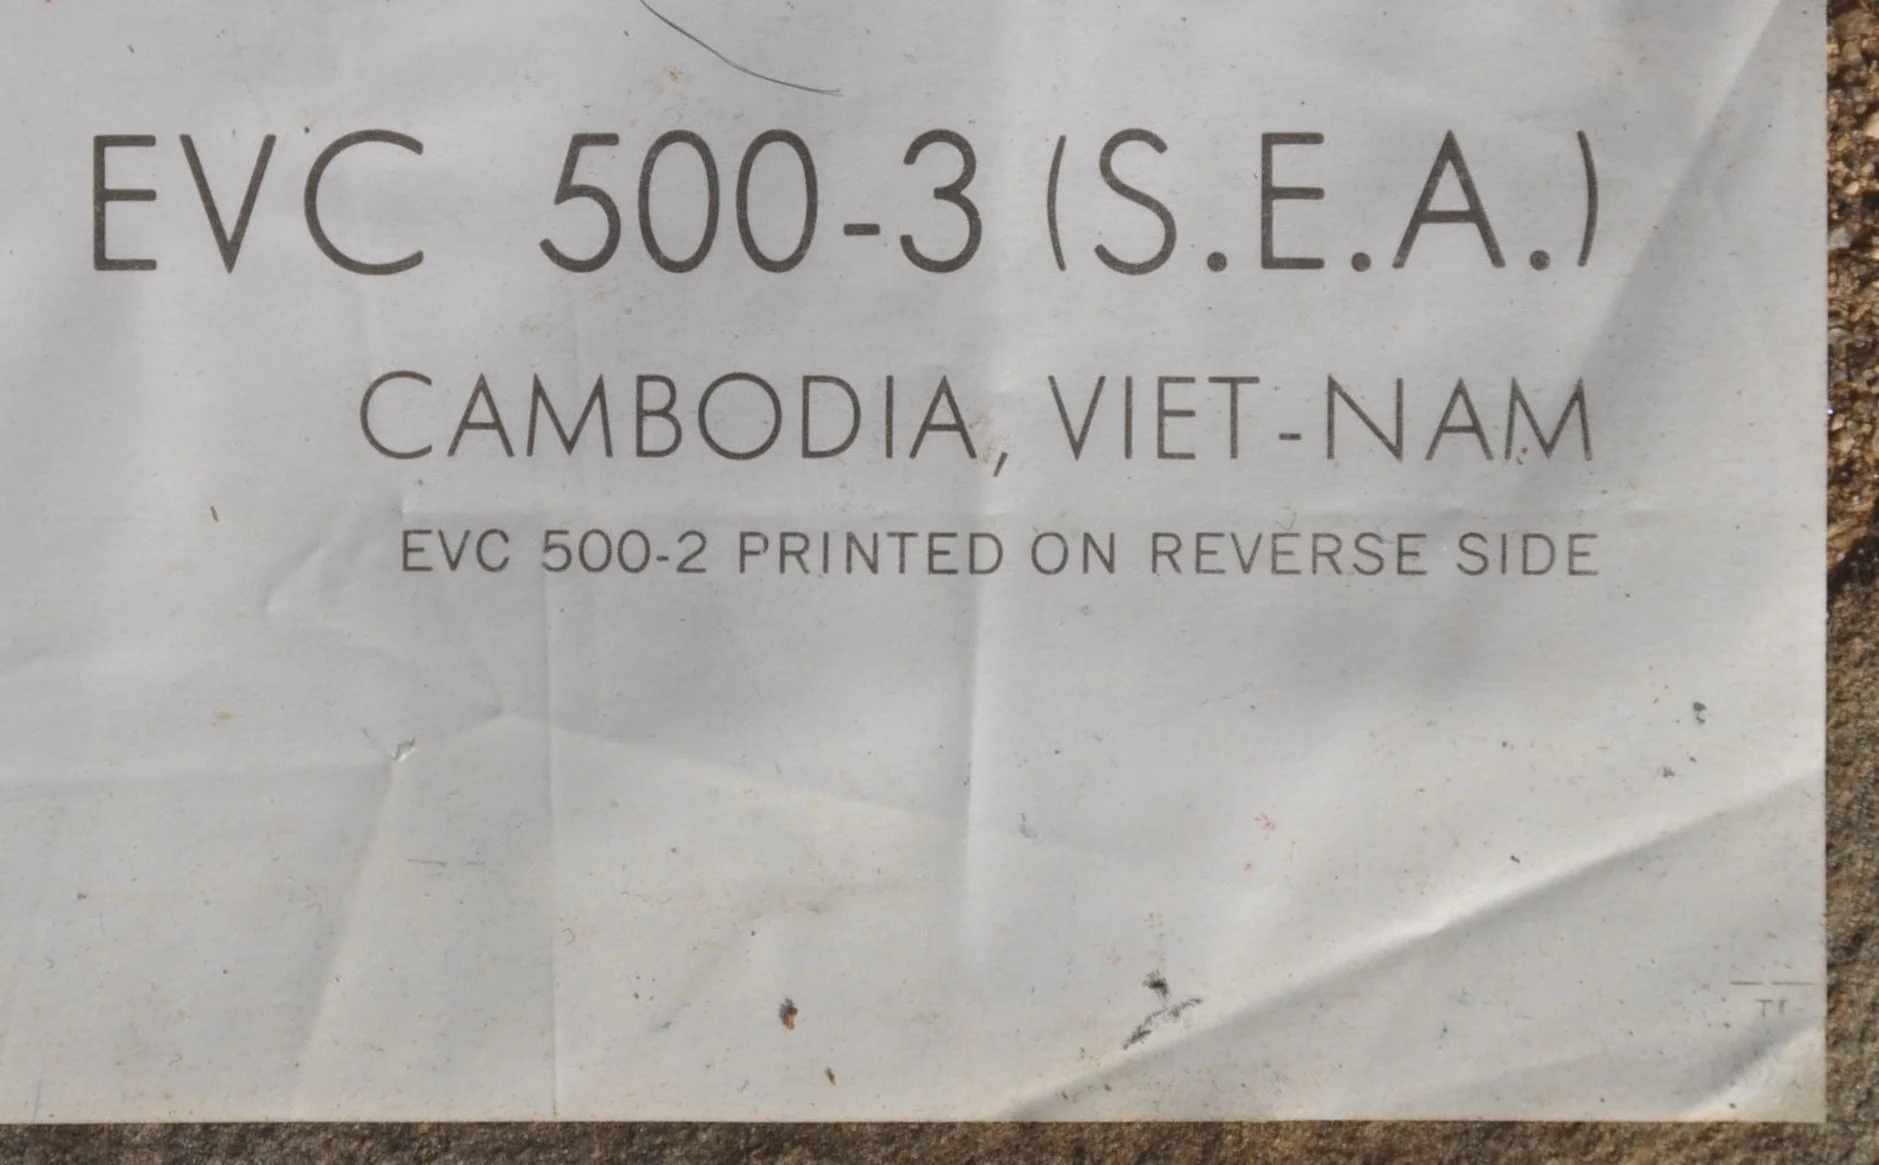 EVC 500-3 (S.E.A.)
CAMBODIA, VIET-NAM
EVC 500-2 PRINTED ON REVERSE SIDE